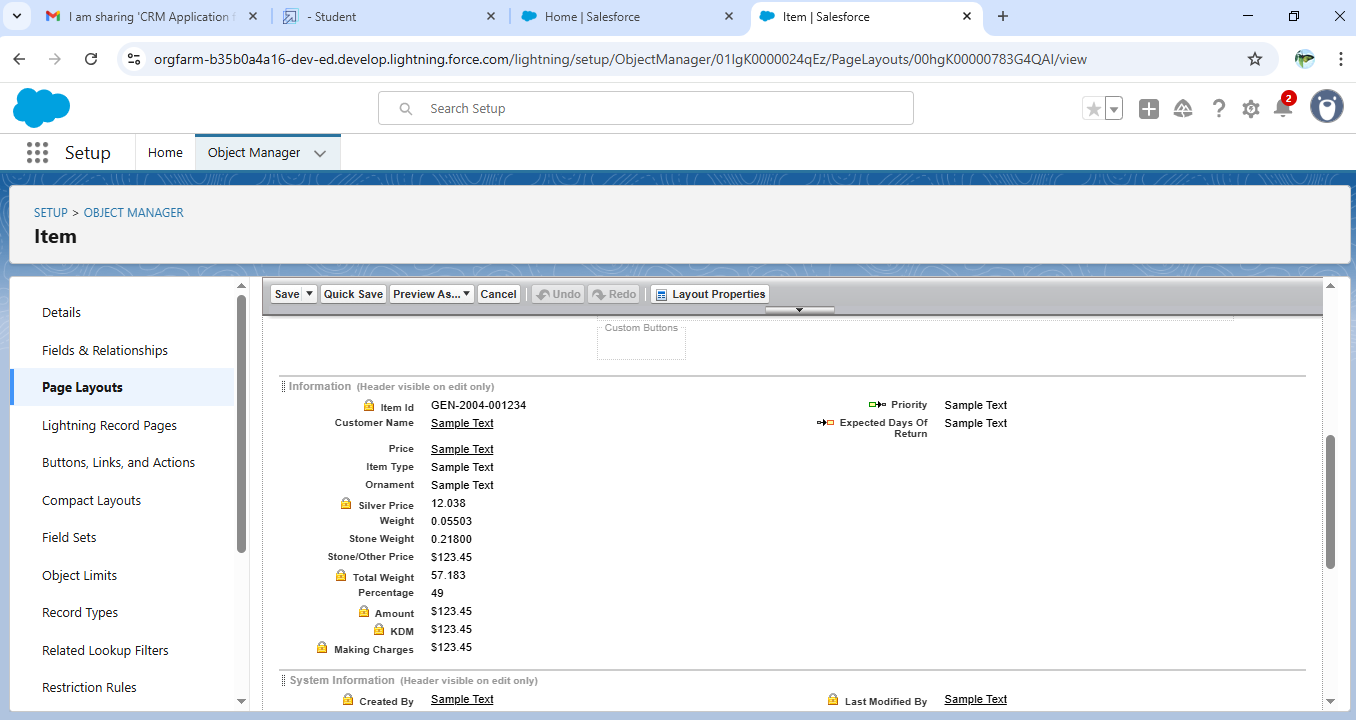 I am sharing 'CRM Application f
- Student
Home | Salesforce
Item | Salesforce
orgfarm-b35b0a4a16-dev-ed.develop.lightning.force.com/lightning/setup/ObjectManager/01IgK0000024qEz/PageLayouts/00hgK00000783G4QAI/view
Search Setup
2
Setup
Home
Object Manager
SETUP > OBJECT MANAGER
Item
Details
Fields & Relationships
Page Layouts
Lightning Record Pages
Buttons, Links, and Actions
Compact Layouts
Field Sets
Object Limits
Record Types
Related Lookup Filters
Restriction Rules
Save Quick Save Preview As... Cancel Undo Redo Layout Properties
Custom Buttons
Information (Header visible on edit only)
Item Id GEN-2004-001234
Customer Name Sample Text
Price Sample Text
Item Type Sample Text
Ornament Sample Text
Silver Price 12.038
Weight 0.05503
Stone Weight 0.21800
Stone/Other Price $123.45
Total Weight 57.183
Percentage 49
Amount $123.45
KDM $123.45
Making Charges $123.45
Priority Sample Text
Expected Days Of Sample Text
Return
System Information (Header visible on edit only)
Created By Sample Text
Last Modified By Sample Text